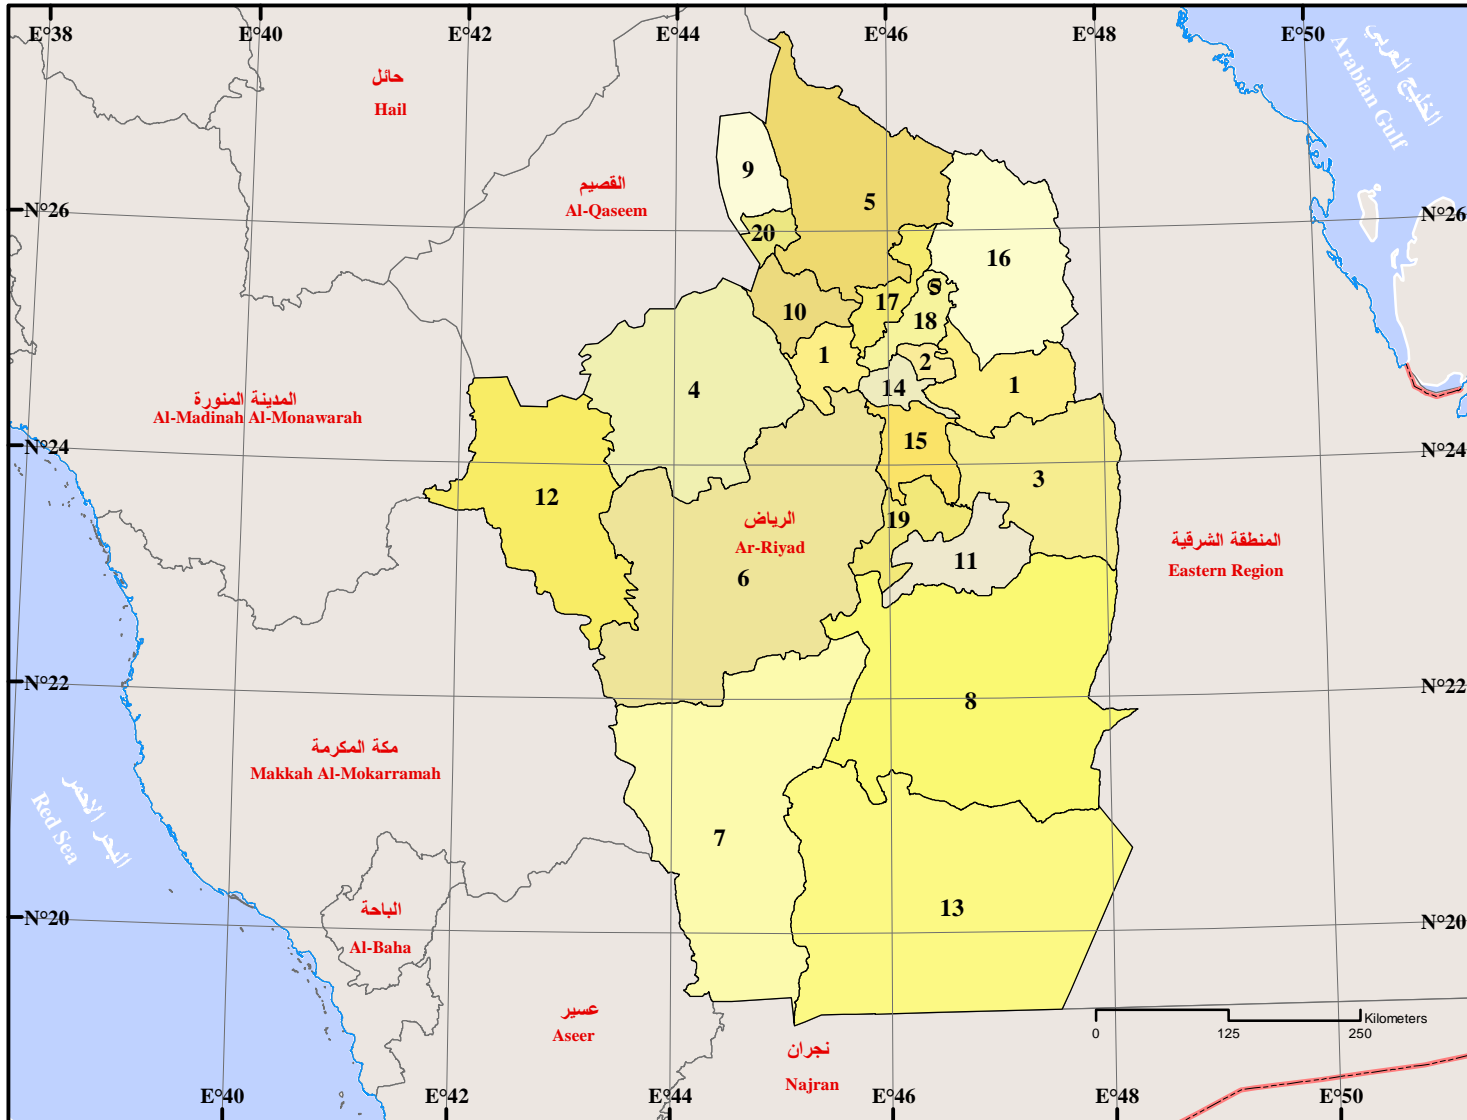 E°38
E°40
E°42
E°44
E°46
E°48
E°50
حائل
Hail
الخليج العربي
Arabian Gulf
القصيم
Al-Qaseem
N°26
N°26
9
5
20
16
10
17
5
18
1
2
14
1
4
المدينة المنورة
Al-Madinah Al-Monawarah
N°24
N°24
15
3
12
19
الرياض
Ar-Riyad
6
11
المنطقة الشرقية
Eastern Region
N°22
N°22
8
مكة المكرمة
Makkah Al-Mokarramah
البحر الاحمر
Red Sea
7
13
الباحة
Al-Baha
N°20
N°20
عسير
Aseer
نجران
Najran
Kilometers
0
125
250
E°40
E°42
E°44
E°46
E°48
E°50